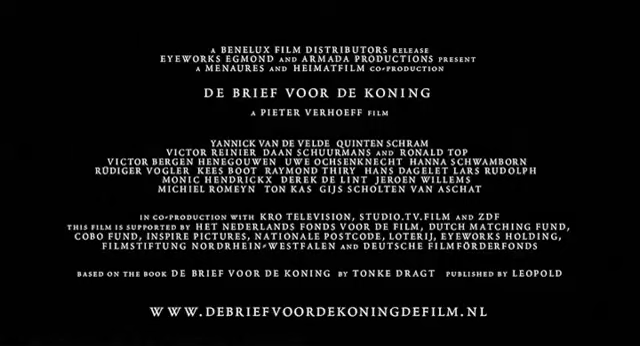 A BENELUX FILM DISTRIBUTORS RELEASE
EYEWORKS EGMOND AND ARMADA PRODUCTIONS PRESENT
A MENAURES AND HEIMATFILM CO-PRODUCTION
DE BRIEF VOOR DE KONING
A PIETER VERHOEFF FILM
YANNICK VAN DE VELDE QUINTEN SCHRAM
VICTOR REINIER DAAN SCHUURMANS AND RONALD TOP
VICTOR BERGEN HENEGOUWEN UWE OCHSENKNECHT HANNA SCHWAMBORN
RÜDIGER VOGLER KEES BOOT RAYMOND THIRY HANS DAGELET LARS RUDOLPH
MONIC HENDRICKX DEREK DE LINT JEROEN WILLEMS
MICHIEL ROMEYN TON KAS GIJS SCHOLTEN VAN ASCHAT
IN CO-PRODUCTION WITH KRO TELEVISION, STUDIO.TV.FILM AND ZDF
THIS FILM IS SUPPORTED BY HET NEDERLANDS FONDS VOOR DE FILM, DUTCH MATCHING FUND,
COBO FUND, INSPIRE PICTURES, NATIONALE POSTCODE, LOTERIJ, EYEWORKS HOLDING,
FILMSTIFTUNG NORDRHEIN-WESTFALEN AND DEUTSCHE FILMFÖRDERFONDS
BASED ON THE BOOK DE BRIEF VOOR DE KONING BY TONKE DRAGT PUBLISHED BY LEOPOLD
WWW.DEBRIEFVOORDEKONINGDEFILM.NL